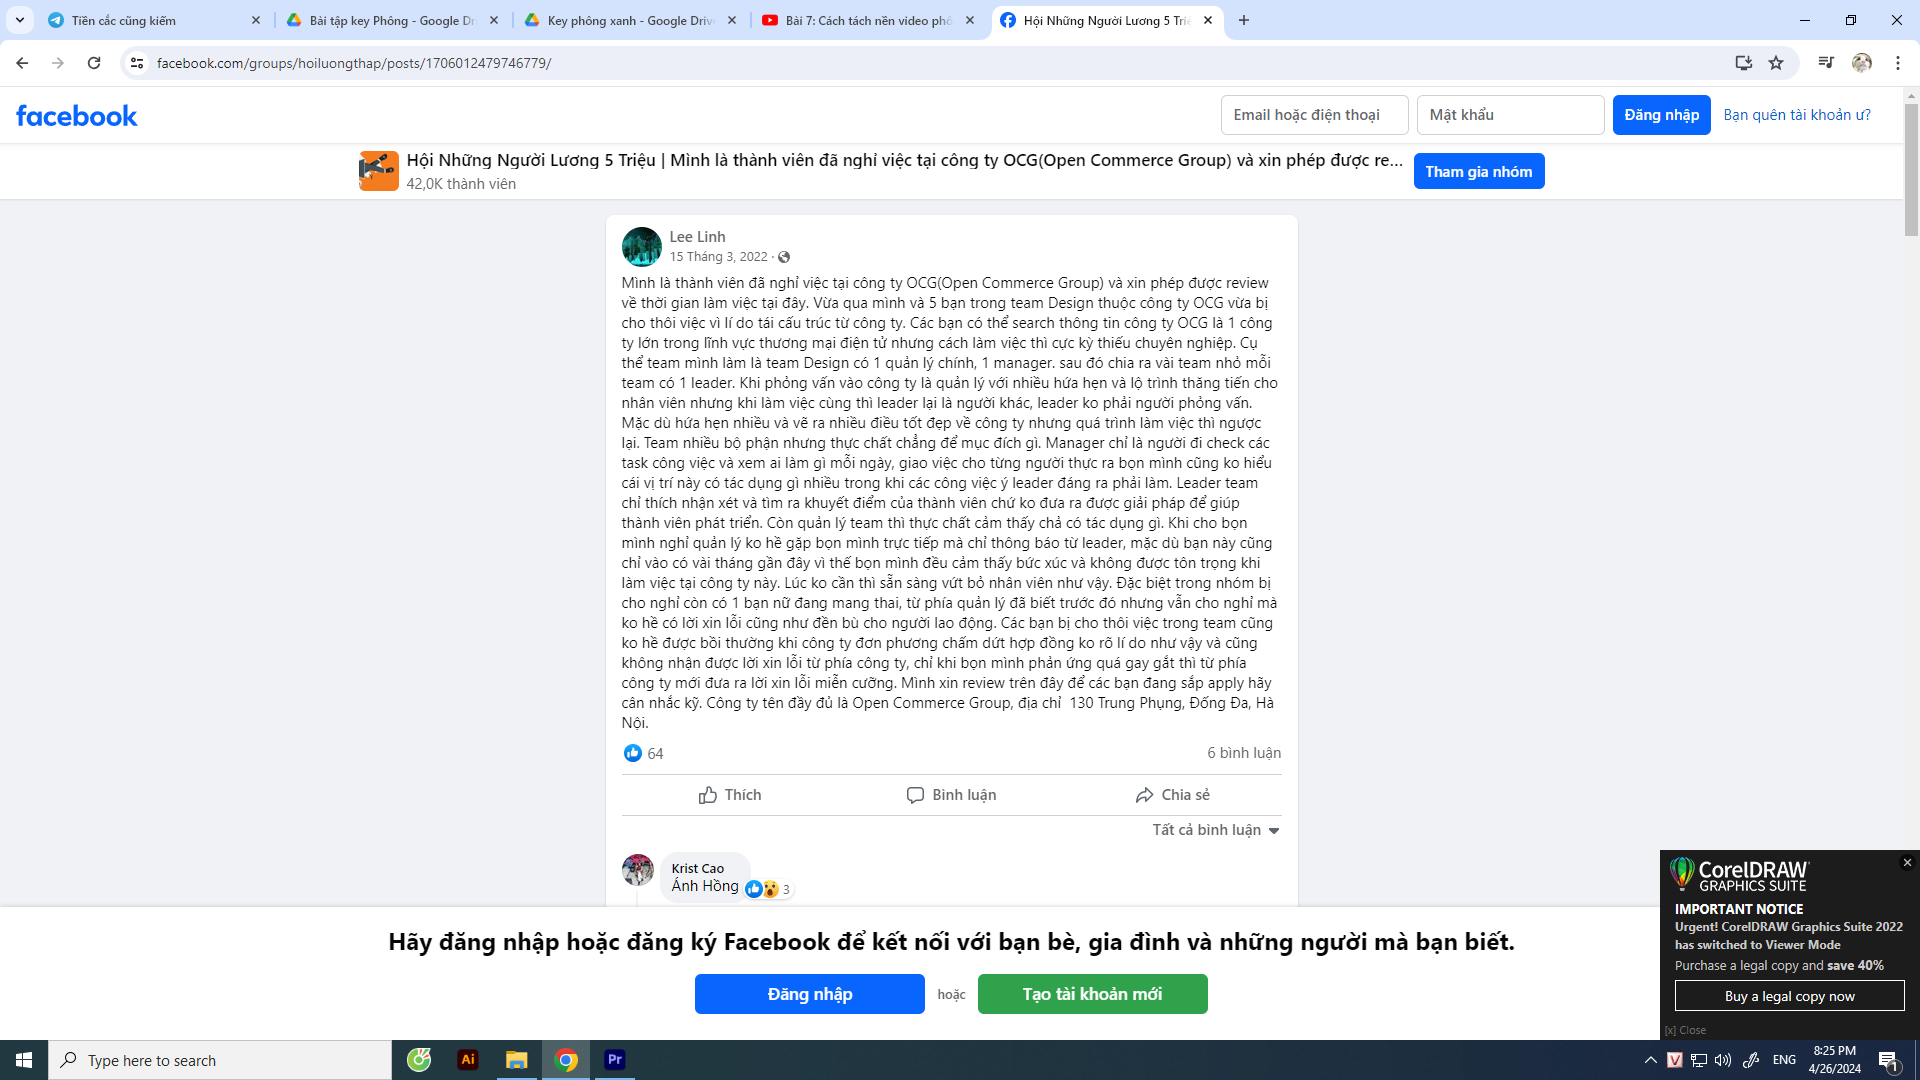 Tiền cắc cũng kiếm
Bài tập key Phông - Google Dri
Key phông xanh - Google Drive
Bài 7: Cách tách nền video phô
Hội Những Người Lương 5 Triệ
facebook.com/groups/hoiluongthap/posts/1706012479746779/
facebook
Email hoặc điện thoại
Mật khẩu
Đăng nhập
Bạn quên tài khoản ư?
Hội Những Người Lương 5 Triệu | Mình là thành viên đã nghỉ việc tại công ty OCG(Open Commerce Group) và xin phép được re...
42,0K thành viên
Tham gia nhóm
Lee Linh
15 Tháng 3, 2022 ·
Mình là thành viên đã nghỉ việc tại công ty OCG(Open Commerce Group) và xin phép được review
về thời gian làm việc tại đây. Vừa qua mình và 5 bạn trong team Design thuộc công ty OCG vừa bị
cho thôi việc vì lí do tái cấu trúc từ công ty. Các bạn có thể search thông tin công ty OCG là 1 công
ty lớn trong lĩnh vực thương mại điện tử nhưng cách làm việc thì cực kỳ thiếu chuyên nghiệp. Cụ
thể team mình làm là team Design có 1 quản lý chính, 1 manager. sau đó chia ra vài team nhỏ mỗi
team có 1 leader. Khi phỏng vấn vào công ty là quản lý với nhiều hứa hẹn và lộ trình thăng tiến cho
nhân viên nhưng khi làm việc cùng thì leader lại là người khác, leader ko phải người phỏng vấn.
Mặc dù hứa hẹn nhiều và vẽ ra nhiều điều tốt đẹp về công ty nhưng quá trình làm việc thì ngược
lại. Team nhiều bộ phận nhưng thực chất chẳng để mục đích gì. Manager chỉ là người đi check các
task công việc và xem ai làm gì mỗi ngày, giao việc cho từng người thực ra bọn mình cũng ko hiểu
cái vị trí này có tác dụng gì nhiều trong khi các công việc ý leader đáng ra phải làm. Leader team
chỉ thích nhận xét và tìm ra khuyết điểm của thành viên chứ ko đưa ra được giải pháp để giúp
thành viên phát triển. Còn quản lý team thì thực chất cảm thấy chả có tác dụng gì. Khi cho bọn
mình nghỉ quản lý ko hề gặp bọn mình trực tiếp mà chỉ thông báo từ leader, mặc dù bạn này cũng
chỉ vào có vài tháng gần đây vì thế bọn mình đều cảm thấy bức xúc và không được tôn trọng khi
làm việc tại công ty này. Lúc ko cần thì sẵn sàng vứt bỏ nhân viên như vậy. Đặc biệt trong nhóm bị
cho nghỉ còn có 1 bạn nữ đang mang thai, từ phía quản lý đã biết trước đó nhưng vẫn cho nghỉ mà
ko hề có lời xin lỗi cũng như đền bù cho người lao động. Các bạn bị cho thôi việc trong team cũng
ko hề được bồi thường khi công ty đơn phương chấm dứt hợp đồng ko rõ lí do như vậy và cũng
không nhận được lời xin lỗi từ phía công ty, chỉ khi bọn mình phản ứng quá gay gắt thì từ phía
công ty mới đưa ra lời xin lỗi miễn cưỡng. Mình xin review trên đây để các bạn đang sắp apply hãy
cân nhắc kỹ. Công ty tên đầy đủ là Open Commerce Group, địa chỉ 130 Trung Phụng, Đống Đa, Hà
Nội.
64
6 bình luận
Thích
Bình luận
Chia sẻ
Tất cả bình luận
Krist Cao
Ánh Hồng
3
Hãy đăng nhập hoặc đăng ký Facebook để kết nối với bạn bè, gia đình và những người mà bạn biết.
Đăng nhập
hoặc
Tạo tài khoản mới
CorelDRAW
GRAPHICS SUITE
IMPORTANT NOTICE
Urgent! CorelDRAW Graphics Suite 2022
has switched to Viewer Mode
Purchase a legal copy and save 40%
Buy a legal copy now
[x] Close
Type here to search
Ai
Pr
V
ENG
8:25 PM
4/26/2024
1